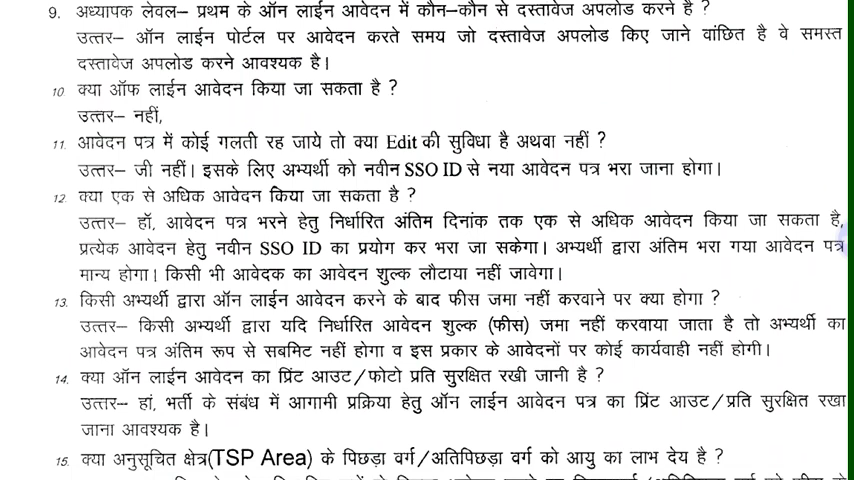 9. अध्यापक लेवल– प्रथम के ऑन लाईन आवेदन में कौन–कौन से दस्तावेज अपलोड करने है ?
उत्तर– ऑन लाईन पोर्टल पर आवेदन करते समय जो दस्तावेज अपलोड किए जाने वांछित है वे समस्त
दस्तावेज अपलोड करने आवश्यक है।
10. क्या ऑफ लाईन आवेदन किया जा सकता है ?
उत्तर– नहीं,
11. आवेदन पत्र में कोई गलती रह जाये तो क्या Edit की सुविधा है अथवा नहीं ?
उत्तर– जी नहीं। इसके लिए अभ्यर्थी को नवीन SSO ID से नया आवेदन पत्र भरा जाना होगा।
12. क्या एक से अधिक आवेदन किया जा सकता है ?
उत्तर– हॉ, आवेदन पत्र भरने हेतु निर्धारित अंतिम दिनांक तक एक से अधिक आवेदन किया जा सकता है,
प्रत्येक आवेदन हेतु नवीन SSO ID का प्रयोग कर भरा जा सकेगा। अभ्यर्थी द्वारा अंतिम भरा गया आवेदन पत्र
मान्य होगा। किसी भी आवेदक का आवेदन शुल्क लौटाया नहीं जावेगा।
13. किसी अभ्यर्थी द्वारा ऑन लाईन आवेदन करने के बाद फीस जमा नहीं करवाने पर क्या होगा ?
उत्तर– किसी अभ्यर्थी द्वारा यदि निर्धारित आवेदन शुल्क (फीस) जमा नहीं करवाया जाता है तो अभ्यर्थी का
आवेदन पत्र अंतिम रूप से सबमिट नहीं होगा व इस प्रकार के आवेदनों पर कोई कार्यवाही नहीं होगी।
14. क्या ऑन लाईन आवेदन का प्रिंट आउट/फोटो प्रति सुरक्षित रखी जानी है ?
उत्तर– हां, भर्ती के संबंध में आगामी प्रक्रिया हेतु ऑन लाईन आवेदन पत्र का प्रिंट आउट/प्रति सुरक्षित रखा
जाना आवश्यक है।
15. क्या अनुसूचित क्षेत्र(TSP Area) के पिछड़ा वर्ग/अतिपिछड़ा वर्ग को आयु का लाभ देय है ?